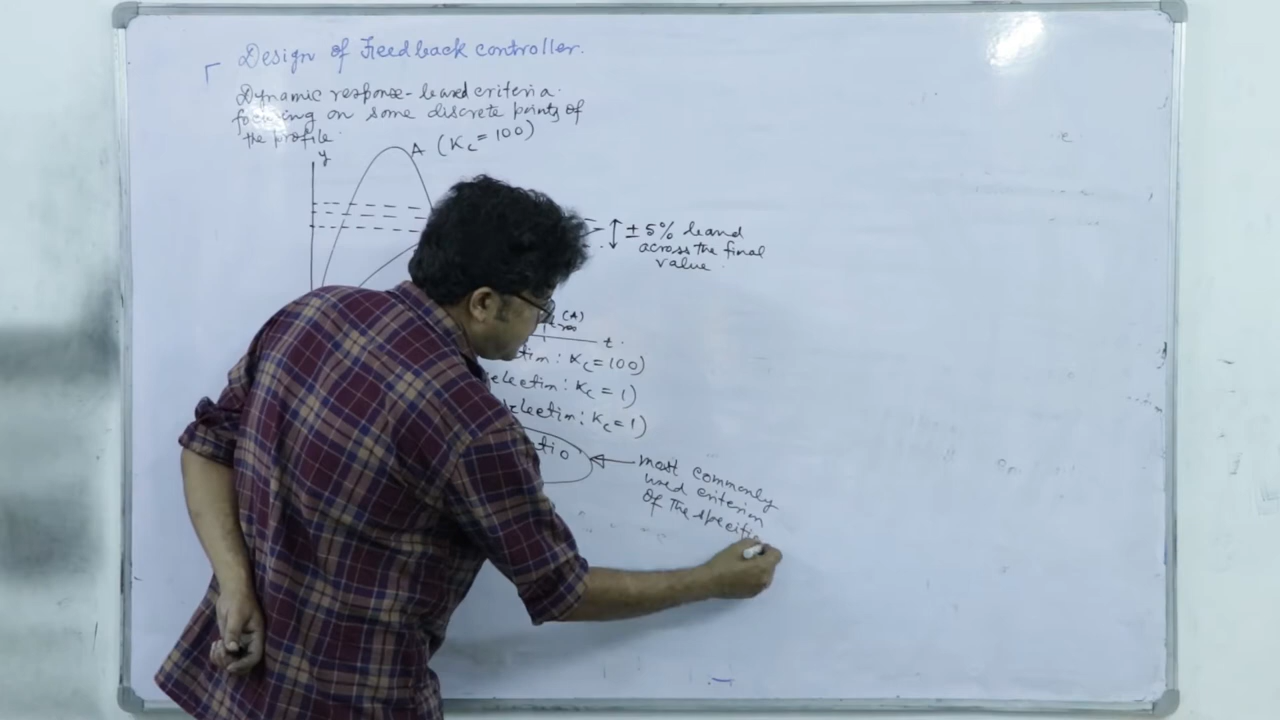 Design of Feedback controller.
Dynamic response-based criteria.
focusing on some discrete points of
the profile.
y
A (Kc = 100)
± 5% band
across the final
value.
(A)
t
tim: Kc = 100)
election: Kc = 1)
election: Kc = 1)
tio
most commonly
used criterion
of the specifi